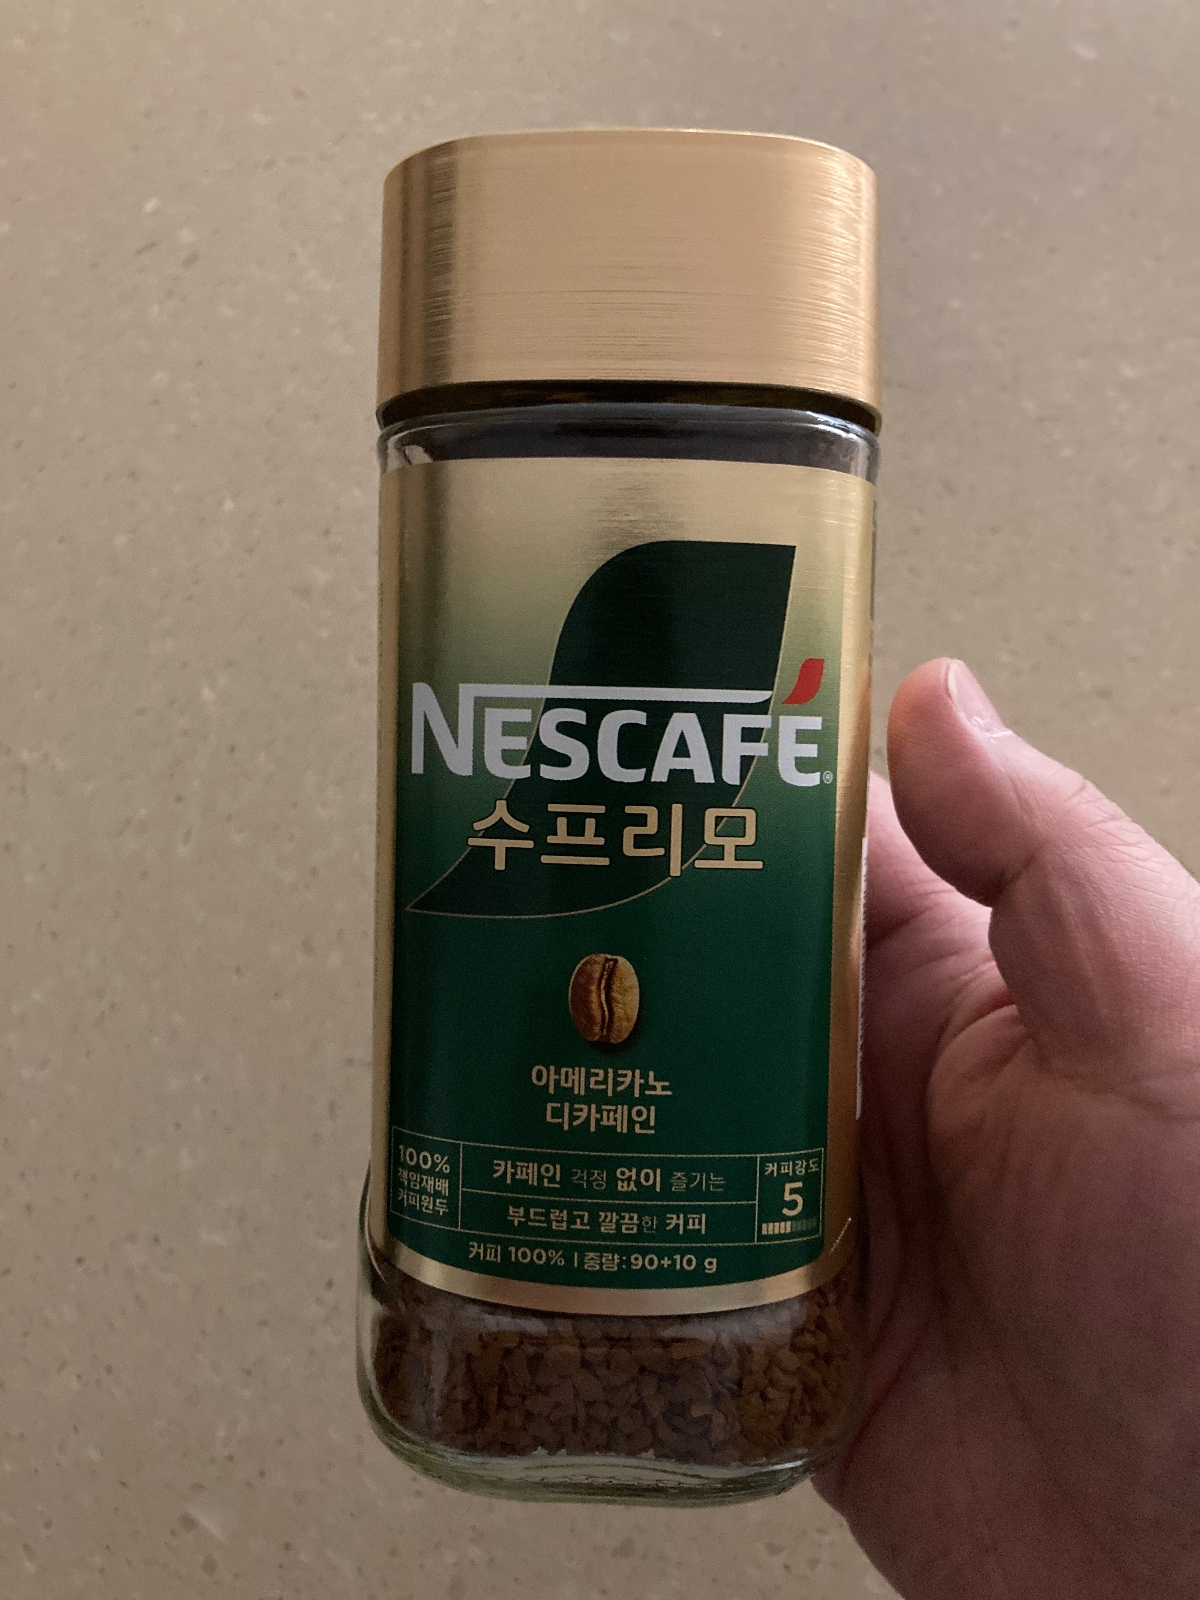 NESCAFÉ®
수프리모
아메리카노
디카페인
100%
책임재배
커피원두
카페인 걱정 없이 즐기는
부드럽고 깔끔한 커피
커피강도
5
커피 100% | 중량:90+10 g